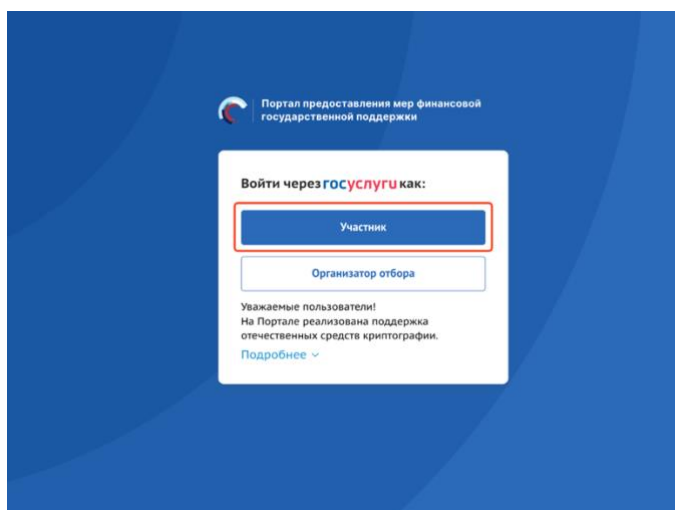 Портал предоставления мер финансовой
государственной поддержки
Войти через госуслуги как:
Участник
Организатор отбора
Уважаемые пользователи!
На Портале реализована поддержка
отечественных средств криптографии.
Подробнее